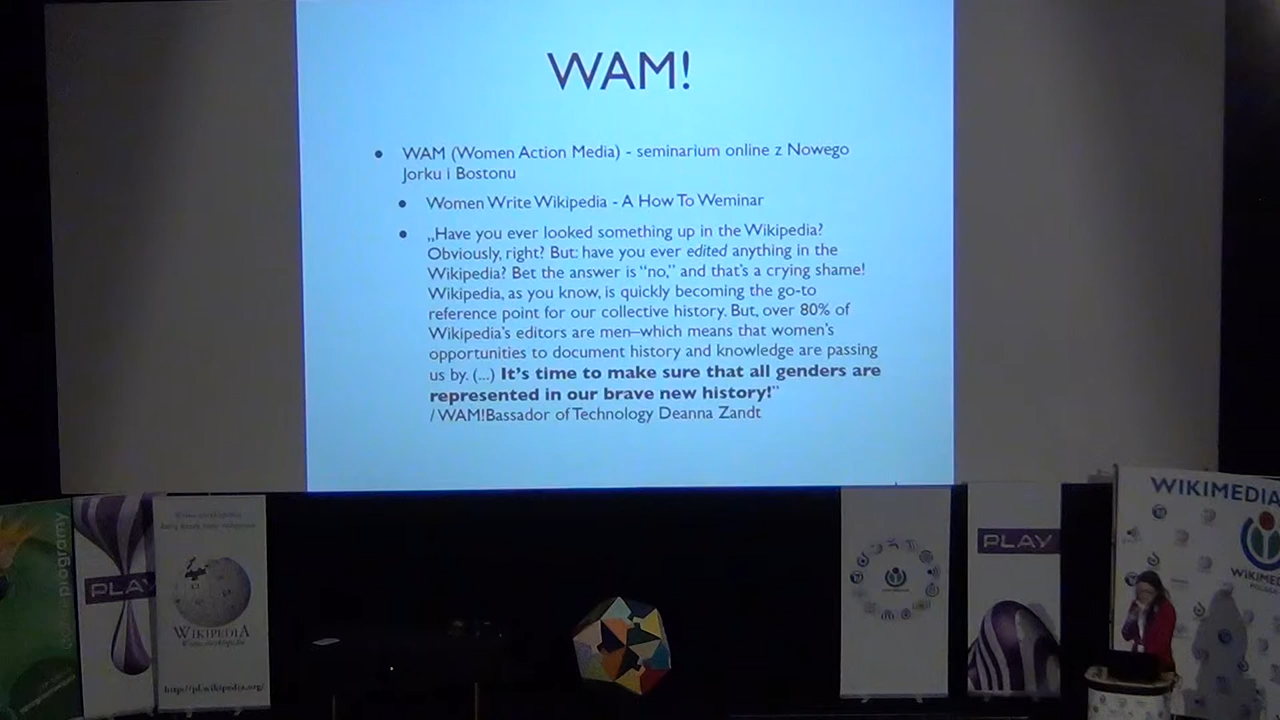 WAM!
• WAM (Women Action Media) - seminarium online z Nowego
Jorku i Bostonu
• Women Write Wikipedia - A How To Weminar
• „Have you ever looked something up in the Wikipedia?
Obviously, right? But: have you ever edited anything in the
Wikipedia? Bet the answer is “no,” and that’s a crying shame!
Wikipedia, as you know, is quickly becoming the go-to
reference point for our collective history. But, over 80% of
Wikipedia’s editors are men–which means that women’s
opportunities to document history and knowledge are passing
us by. (...) It’s time to make sure that all genders are
represented in our brave new history!”
/ WAM!Bassador of Technology Deanna Zandt
programy
PLAY
WIKIPEDIA
http://pl.wikipedia.org/
PLAY
WIKIMEDIA
WIKIMED